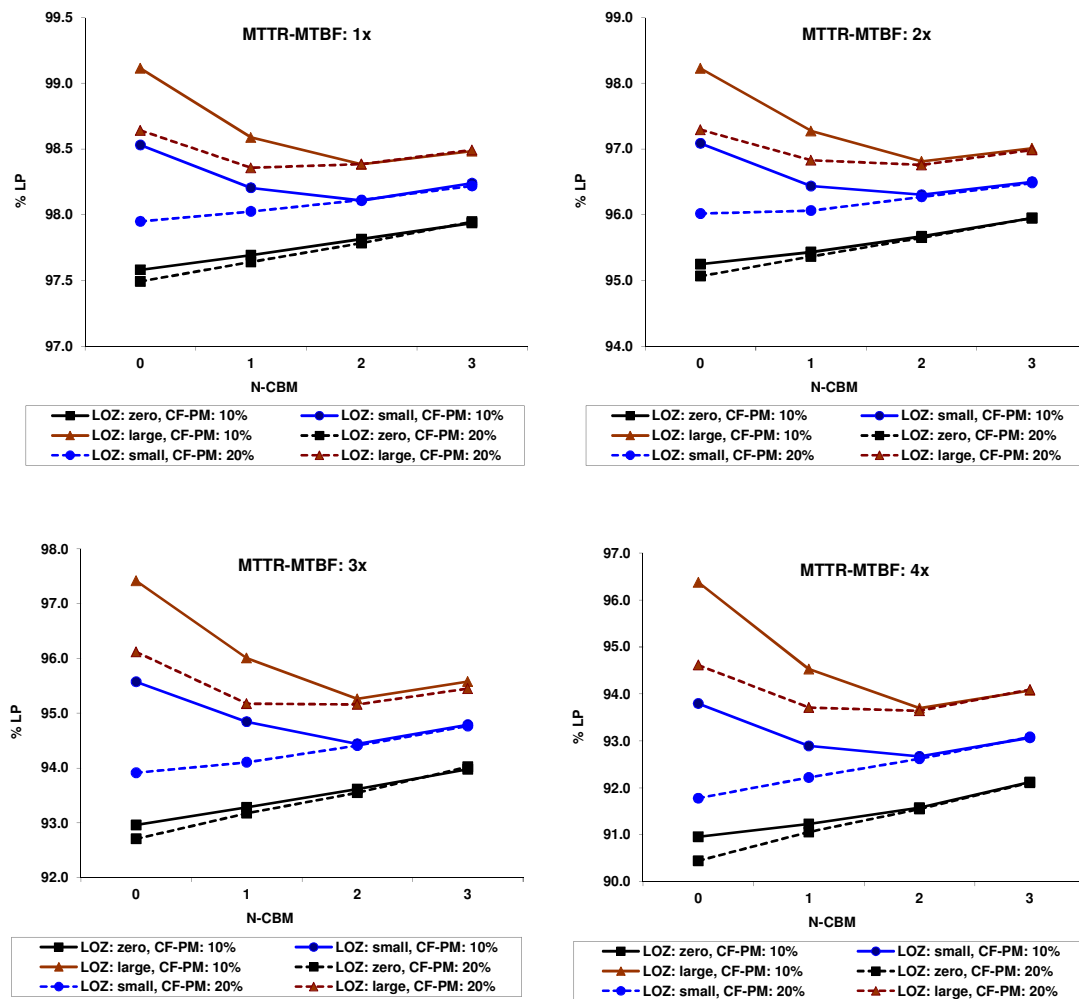 MTTR-MTBF: 1x
99.5
99.0
98.5
98.0
97.5
97.0
% LP
0 1 2 3
N-CBM
LOZ: zero, CF-PM: 10% LOZ: small, CF-PM: 10%
LOZ: large, CF-PM: 10% LOZ: zero, CF-PM: 20%
LOZ: small, CF-PM: 20% LOZ: large, CF-PM: 20%
MTTR-MTBF: 2x
99.0
98.0
97.0
96.0
95.0
94.0
% LP
0 1 2 3
N-CBM
LOZ: zero, CF-PM: 10% LOZ: small, CF-PM: 10%
LOZ: large, CF-PM: 10% LOZ: zero, CF-PM: 20%
LOZ: small, CF-PM: 20% LOZ: large, CF-PM: 20%
MTTR-MTBF: 3x
98.0
97.0
96.0
95.0
94.0
93.0
92.0
% LP
0 1 2 3
N-CBM
LOZ: zero, CF-PM: 10% LOZ: small, CF-PM: 10%
LOZ: large, CF-PM: 10% LOZ: zero, CF-PM: 20%
LOZ: small, CF-PM: 20% LOZ: large, CF-PM: 20%
MTTR-MTBF: 4x
97.0
96.0
95.0
94.0
93.0
92.0
91.0
90.0
% LP
0 1 2 3
N-CBM
LOZ: zero, CF-PM: 10% LOZ: small, CF-PM: 10%
LOZ: large, CF-PM: 10% LOZ: zero, CF-PM: 20%
LOZ: small, CF-PM: 20% LOZ: large, CF-PM: 20%